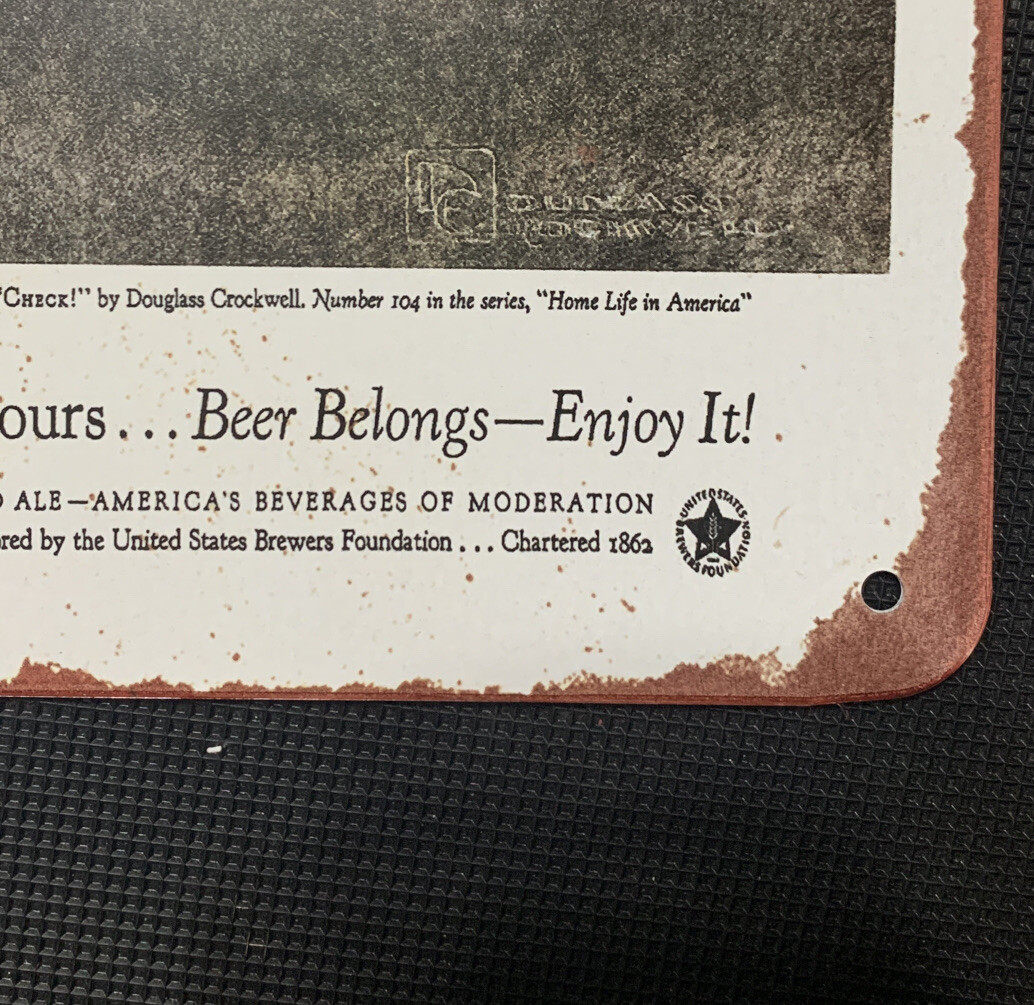 "CHECK!" by Douglass Crockwell. Number 104 in the series, "Home Life in America"
ours...Beer Belongs—Enjoy It!
ALE—AMERICA'S BEVERAGES OF MODERATION
red by the United States Brewers Foundation... Chartered 1862
UNITED STATES BREWERS FOUNDATION